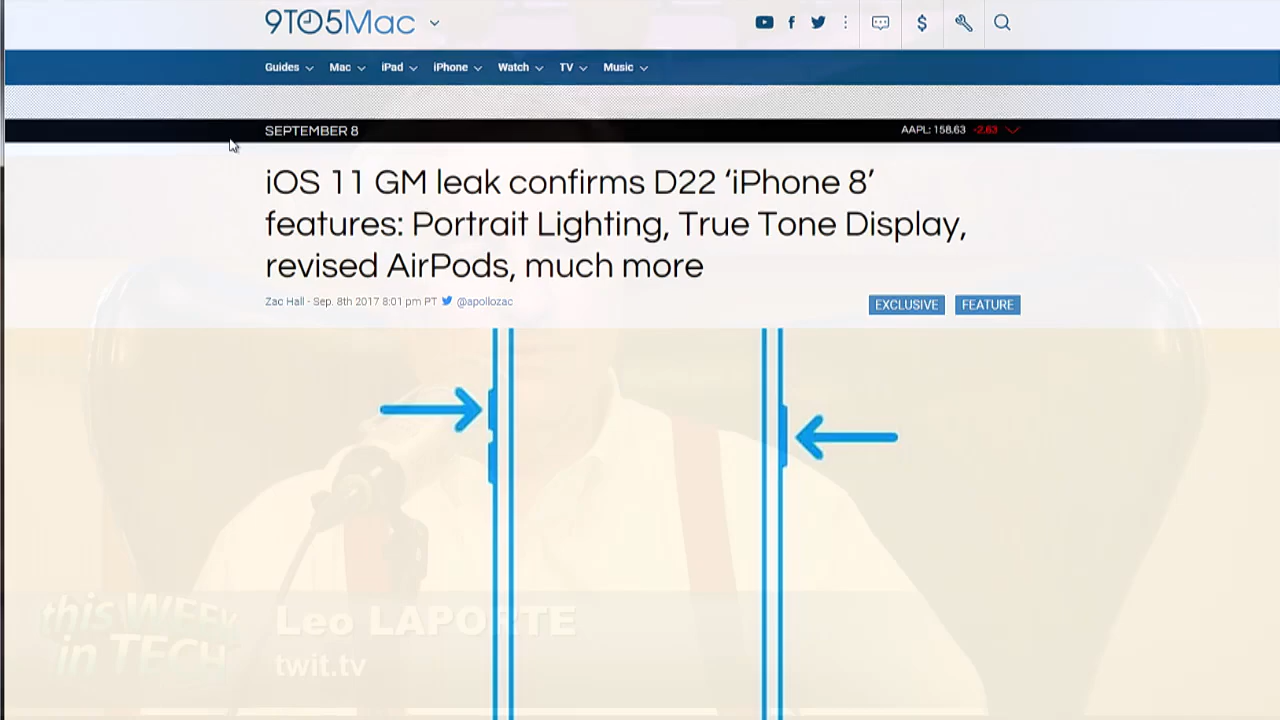 9TO5Mac
Guides Mac iPad iPhone Watch TV Music
SEPTEMBER 8
AAPL: 158.63 -2.63
iOS 11 GM leak confirms D22 ‘iPhone 8’
features: Portrait Lighting, True Tone Display,
revised AirPods, much more
Zac Hall - Sep. 8th 2017 8:01 pm PT @apollozac
EXCLUSIVE FEATURE
this WEEK
in TECH
Leo LAPORTE
twit.tv